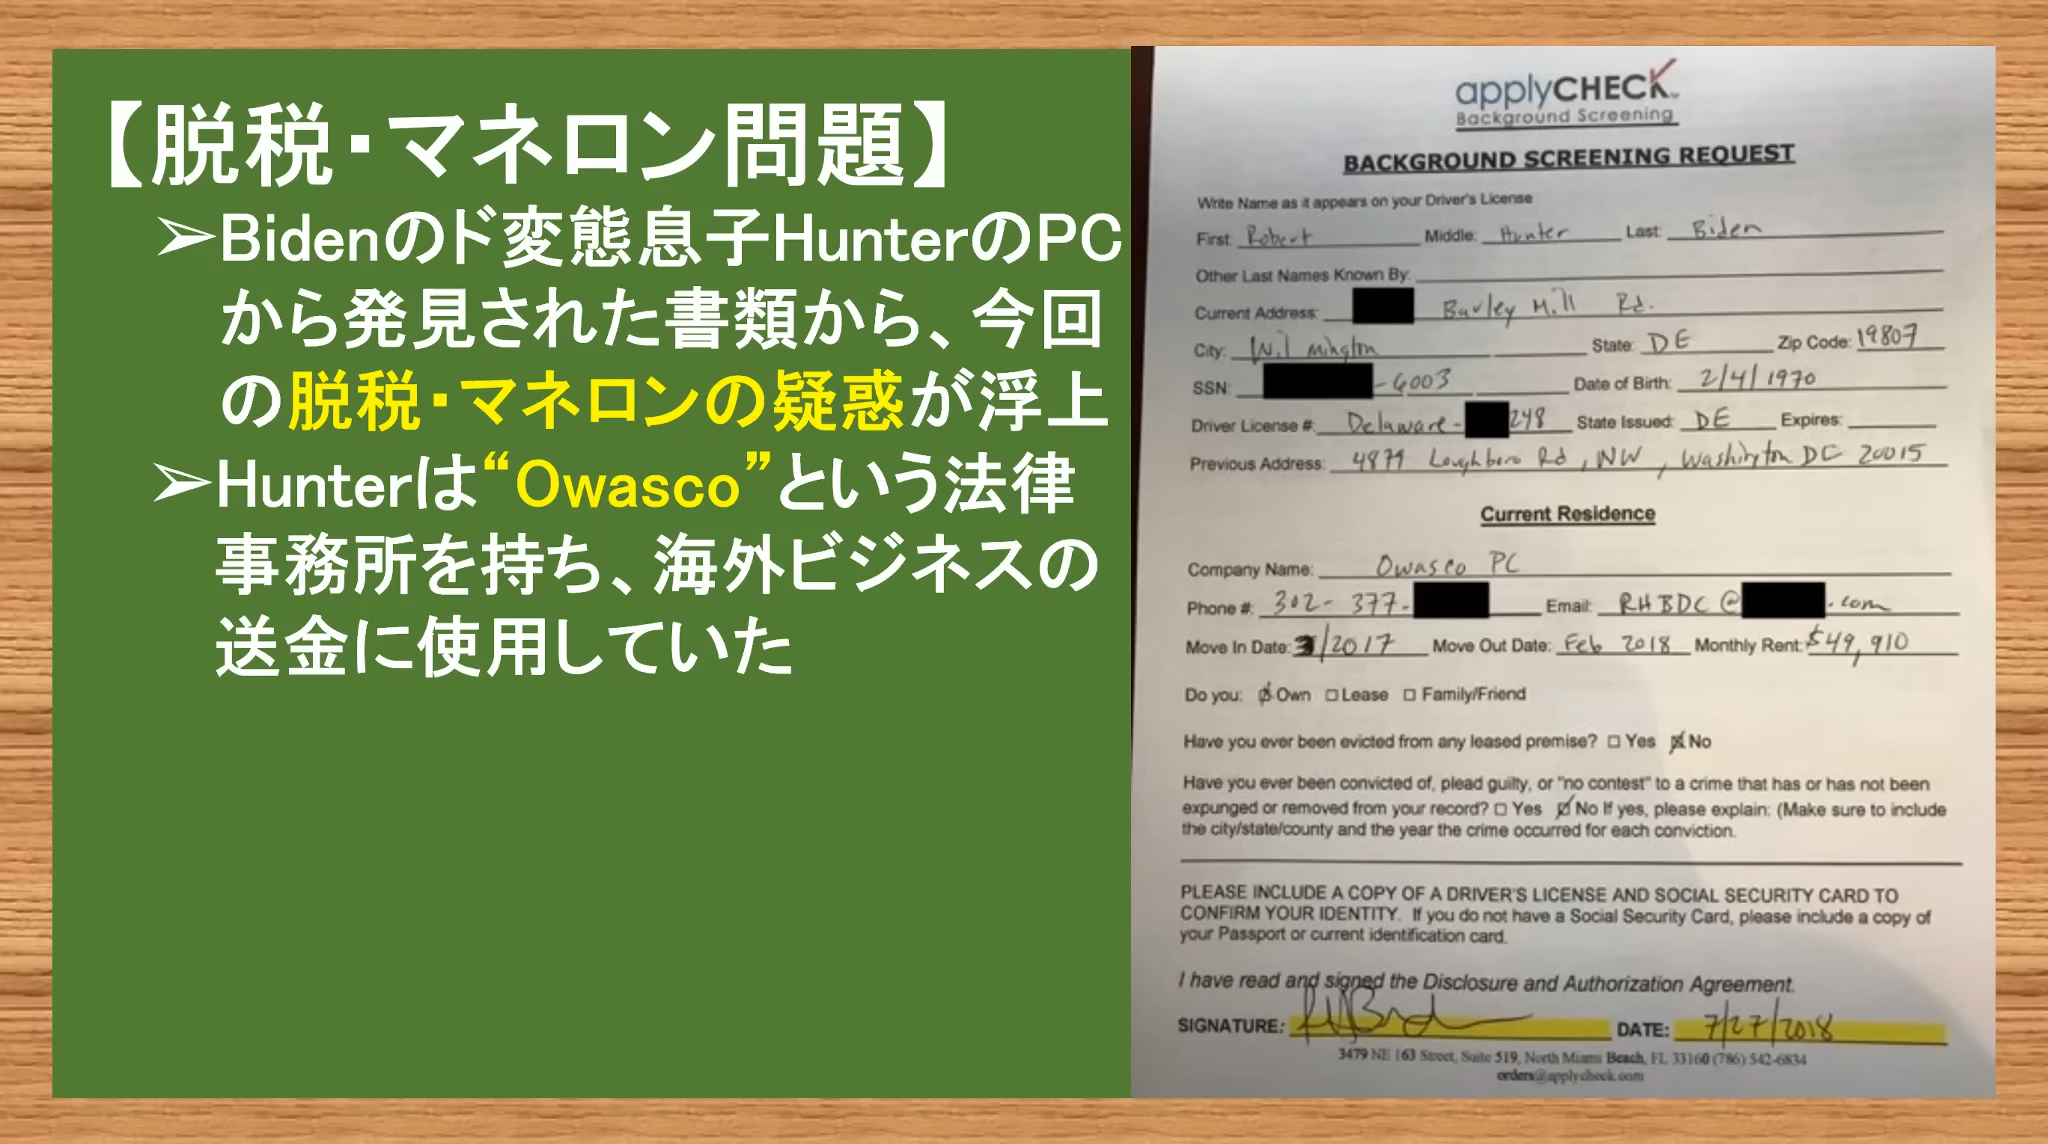 【脱税・マネロン問題】
➢Bidenのド変態息子HunterのPC
から発見された書類から、今回
の脱税・マネロンの疑惑が浮上
➢Hunterは“Owasco”という法律
事務所を持ち、海外ビジネスの
送金に使用していた
applyCHECK
Background Screening
BACKGROUND SCREENING REQUEST
Write Name as it appears on your Driver's License
First: Robert Middle: Hunter Last: Biden
Other Last Names Known By:
Current Address: Barley Mill Rd.
City: Wilmington State: DE Zip Code: 19807
SSN: -6003 Date of Birth: 2/4/1970
Driver License #: Delaware- 248 State Issued: DE Expires:
Previous Address: 4879 Loughboro Rd, NW, Washington DC 20015
Current Residence
Company Name: Owasco PC
Phone #: 302- 377- Email: RHBDC@ .com
Move In Date: 3/2017 Move Out Date: Feb 2018 Monthly Rent: $49,910
Do you: Own Lease Family/Friend
Have you ever been evicted from any leased premise? Yes No
Have you ever been convicted of, plead guilty, or "no contest" to a crime that has or has not been
expunged or removed from your record? Yes No If yes, please explain: (Make sure to include
the city/state/county and the year the crime occurred for each conviction.
PLEASE INCLUDE A COPY OF A DRIVER'S LICENSE AND SOCIAL SECURITY CARD TO
CONFIRM YOUR IDENTITY. If you do not have a Social Security Card, please include a copy of
your Passport or current identification card.
I have read and signed the Disclosure and Authorization Agreement.
SIGNATURE: DATE: 7/27/2018
3479 NE 163 Street, Suite 519, North Miami Beach, FL 33160 (786) 542-6834
orders@applycheck.com